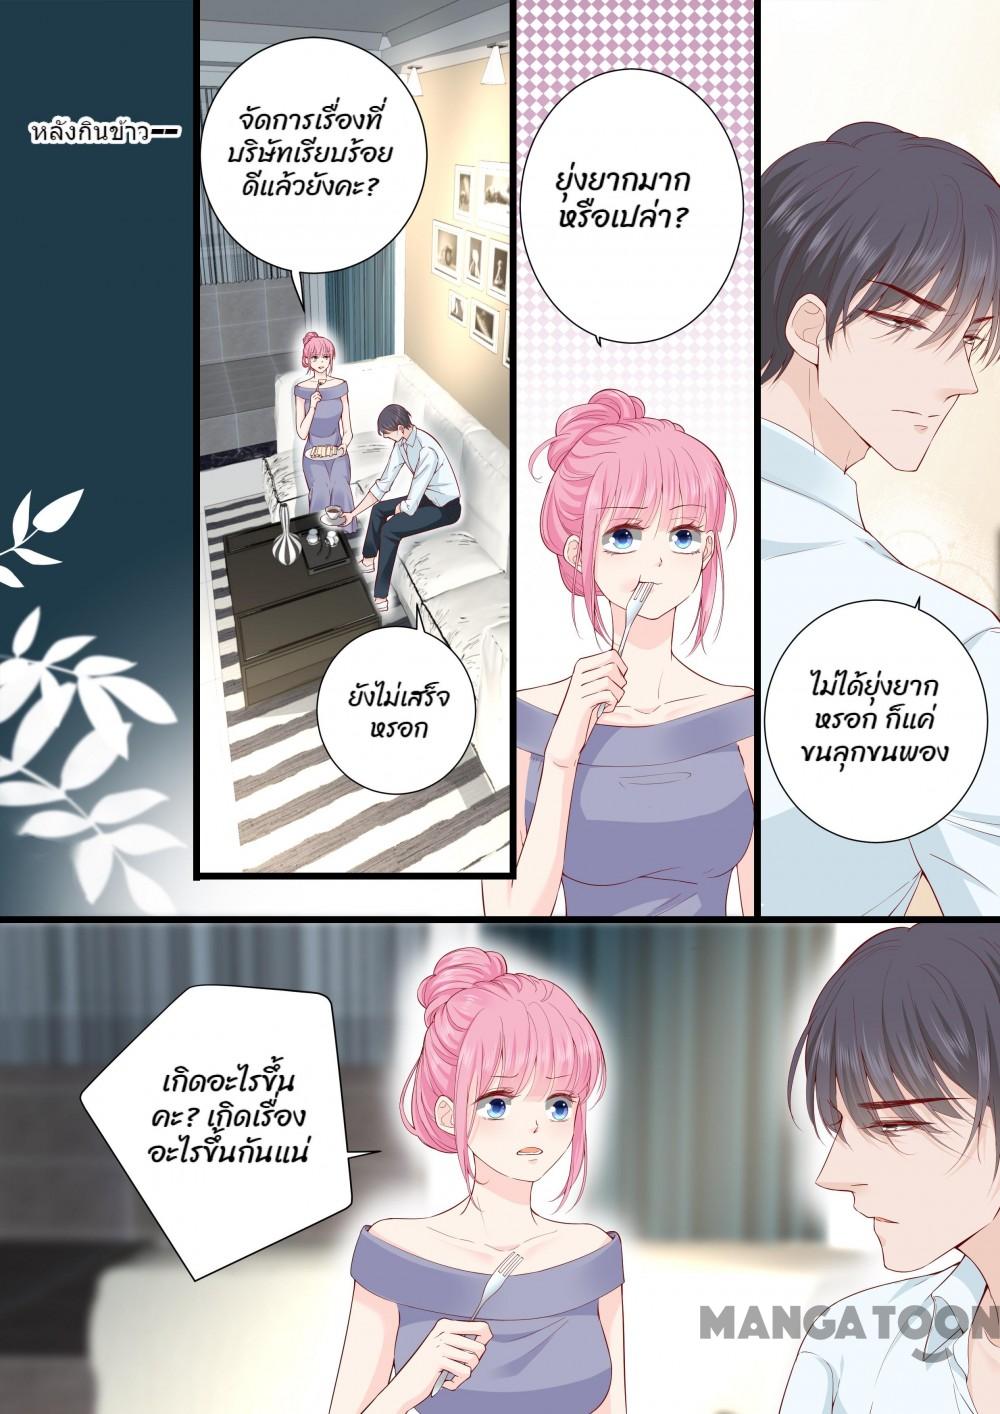 หลังกินข้าว--
จัดการเรื่องที่
บริษัทเรียบร้อย
ดีแล้วยังคะ?
ยังไม่เสร็จ
หรอก
ยุ่งยากมาก
หรือเปล่า?
ไม่ได้ยุ่งยาก
หรอก ก็แค่
ขนลุกขนพอง
เกิดอะไรขึ้น
คะ? เกิดเรื่อง
อะไรขึ้นกันแน่
MANGATOON